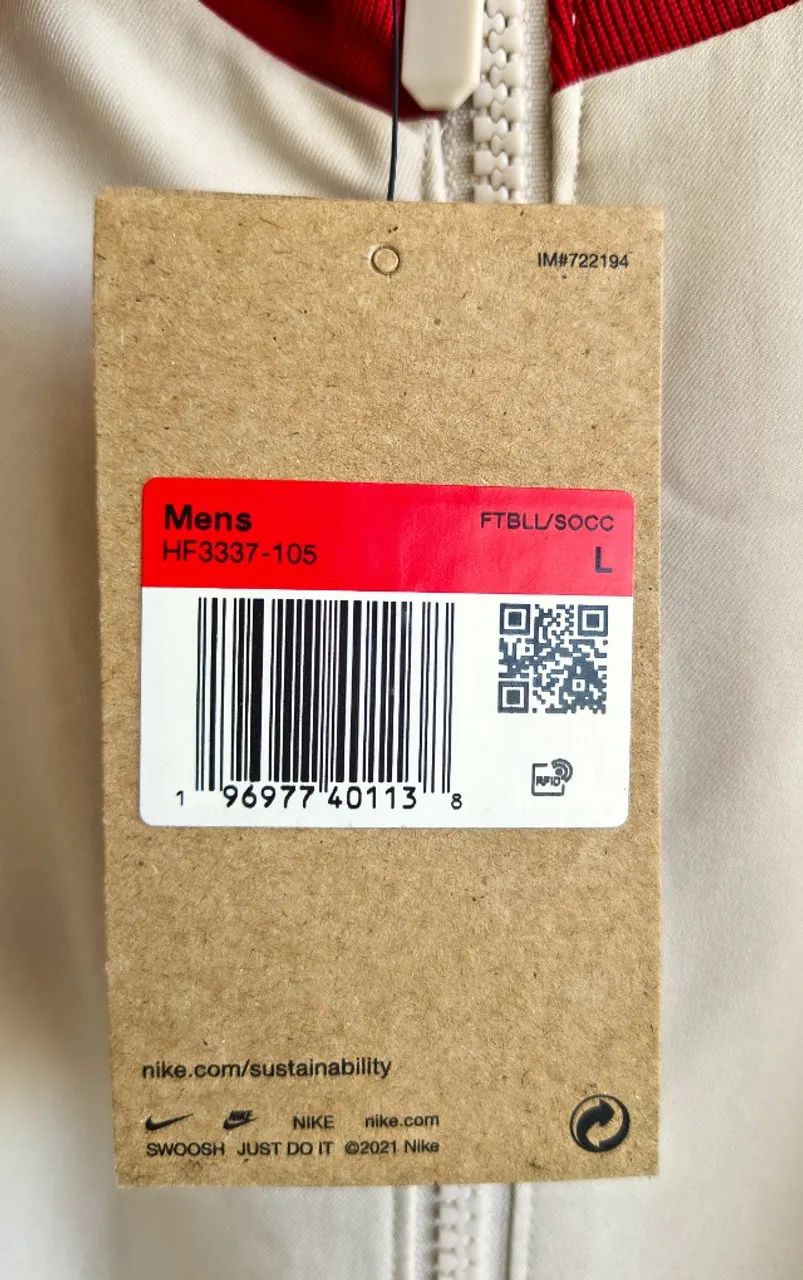 IM#722194
Mens
FTBLL/SOCC
HF3337-105
L
RFID
1 96977 40113 8
nike.com/sustainability
NIKE NIKE nike.com
SWOOSH JUST DO IT ©2021 Nike